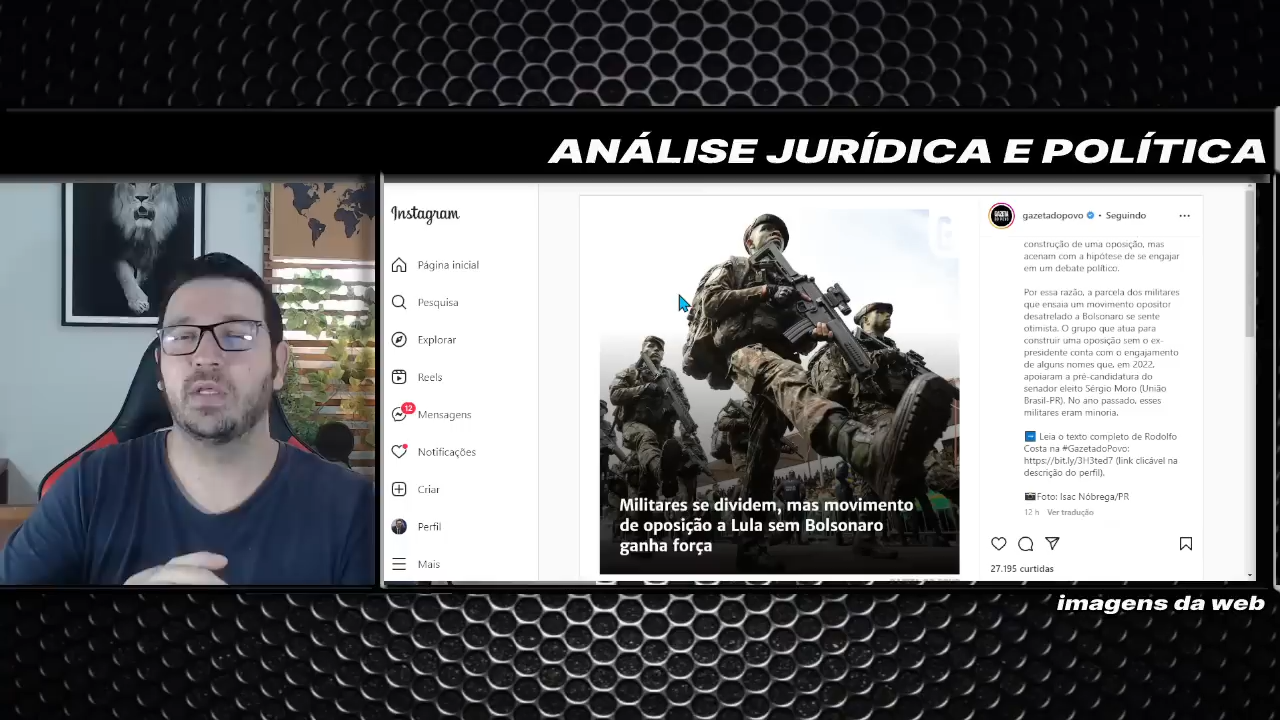 ANÁLISE JURÍDICA E POLÍTICA
Instagram
Página inicial
Pesquisa
Explorar
Reels
12
Mensagens
Notificações
Criar
Perfil
Mais
Militares se dividem, mas movimento
de oposição a Lula sem Bolsonaro
ganha força
GAZETA
DO POVO
gazetadopovo • Seguindo
construção de uma oposição, mas
acenam com a hipótese de se engajar
em um debate político.
Por essa razão, a parcela dos militares
que ensaia um movimento opositor
desatrelado a Bolsonaro se sente
otimista. O grupo que atua para
construir uma oposição sem o ex-
presidente conta com o engajamento
de alguns nomes que, em 2022,
apoiaram a pré-candidatura do
senador eleito Sérgio Moro (União
Brasil-PR). No ano passado, esses
militares eram minoria.
Leia o texto completo de Rodolfo
Costa na #GazetadoPovo:
https://bit.ly/3H3ted7 (link clicável na
descrição do perfil).
Foto: Isac Nóbrega/PR
12 h Ver tradução
27.195 curtidas
imagens da web